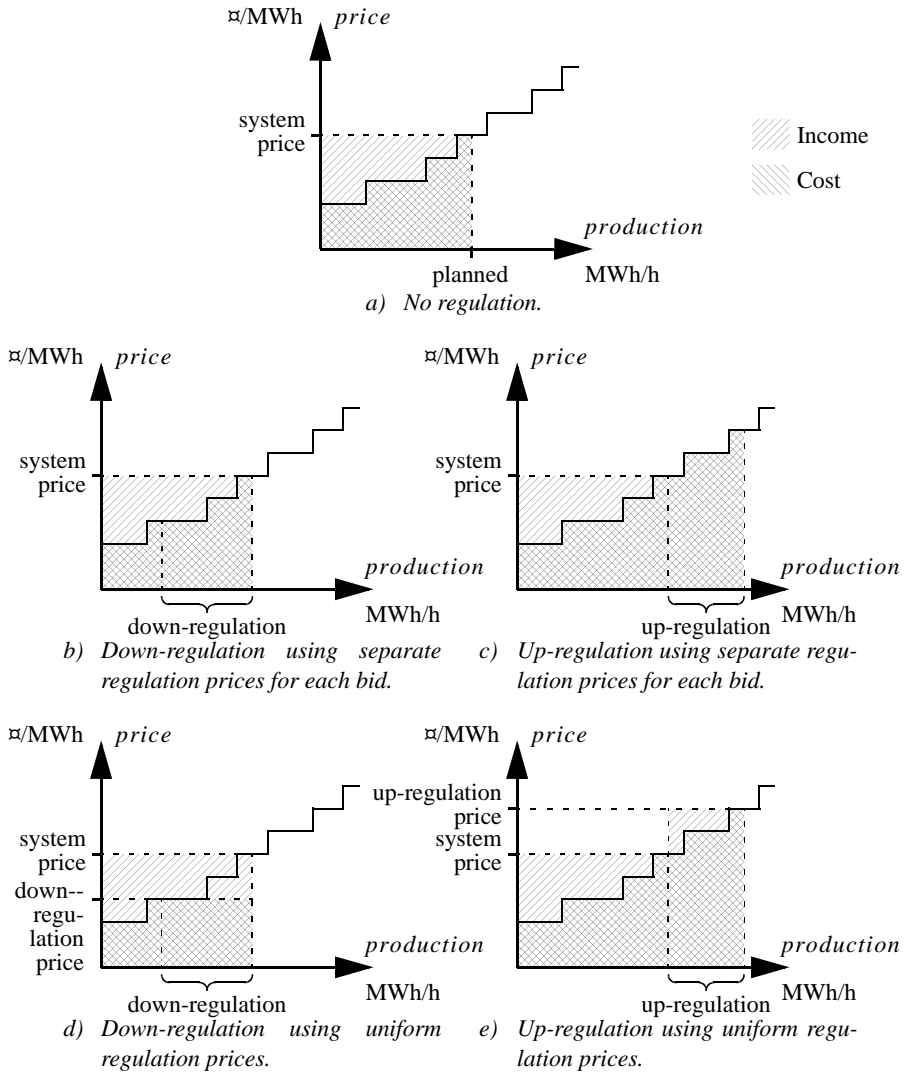 ¤/MWh price
system
price
Income
Cost
production
planned
MWh/h
a) No regulation.
¤/MWh price
system
price
production
MWh/h
down-regulation
b) Down-regulation using separate
regulation prices for each bid.
¤/MWh price
system
price
production
MWh/h
up-regulation
c) Up-regulation using separate regu-
lation prices for each bid.
¤/MWh price
system
price
down--
regu-
lation
price
production
MWh/h
down-regulation
d) Down-regulation using uniform
regulation prices.
¤/MWh price
up-regulation
price
system
price
production
MWh/h
up-regulation
e) Up-regulation using uniform regu-
lation prices.